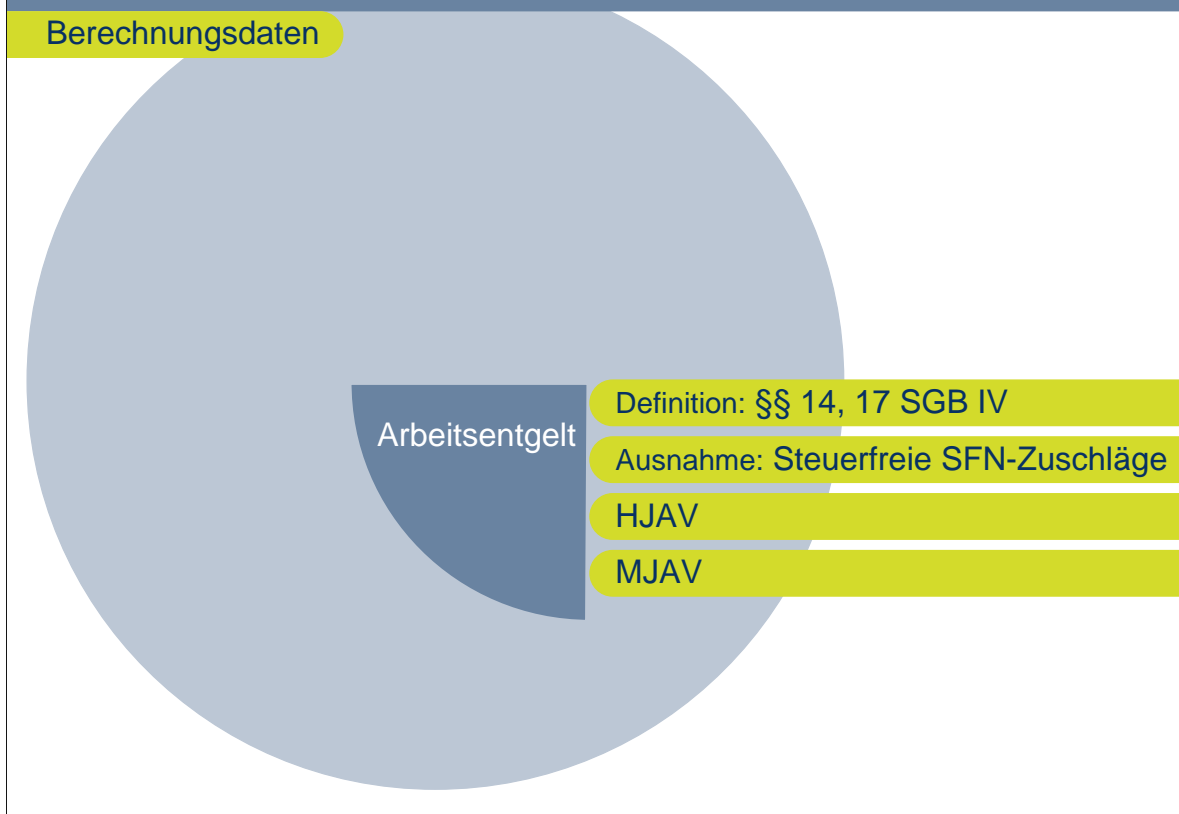 Berechnungsdaten
Arbeitsentgelt
Definition: §§ 14, 17 SGB IV
Ausnahme: Steuerfreie SFN-Zuschläge
HJAV
MJAV